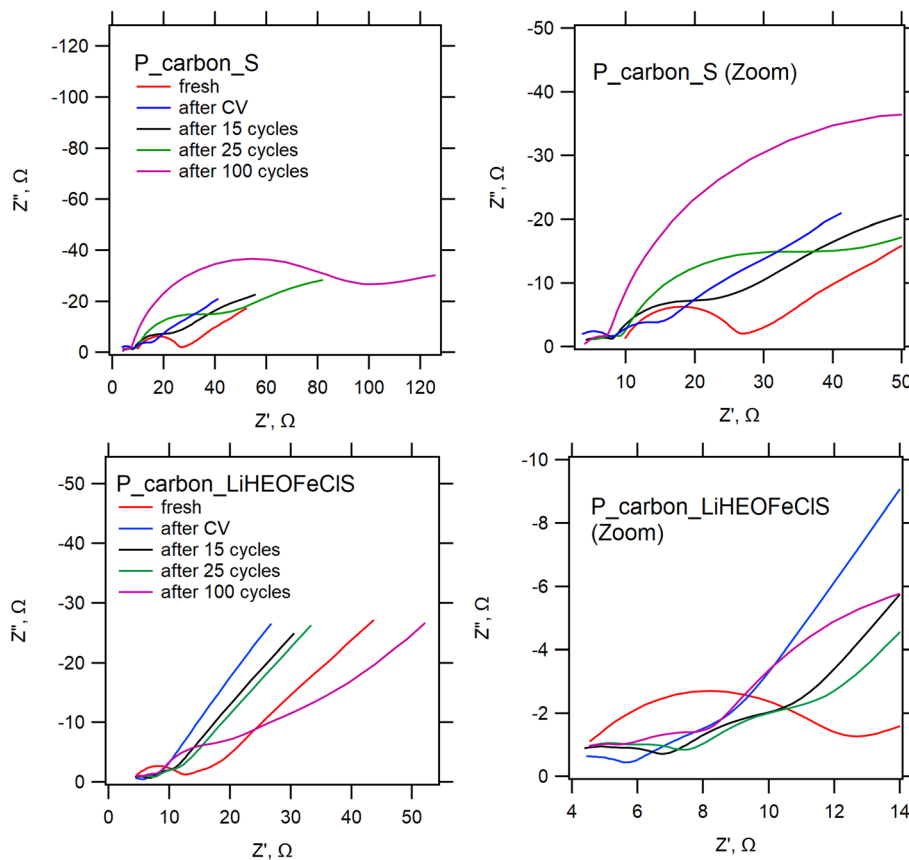 P_carbon_S
fresh
after CV
after 15 cycles
after 25 cycles
after 100 cycles
-120
-100
-80
-60
-40
-20
0
0 20 40 60 80 100 120
Z", Ω
Z', Ω
P_carbon_S (Zoom)
-50
-40
-30
-20
-10
0
10 20 30 40 50
Z", Ω
Z', Ω
P_carbon_LiHEOFeClS
fresh
after CV
after 15 cycles
after 25 cycles
after 100 cycles
-50
-40
-30
-20
-10
0
0 10 20 30 40 50
Z", Ω
Z', Ω
P_carbon_LiHEOFeClS
(Zoom)
-10
-8
-6
-4
-2
0
4 6 8 10 12 14
Z", Ω
Z', Ω